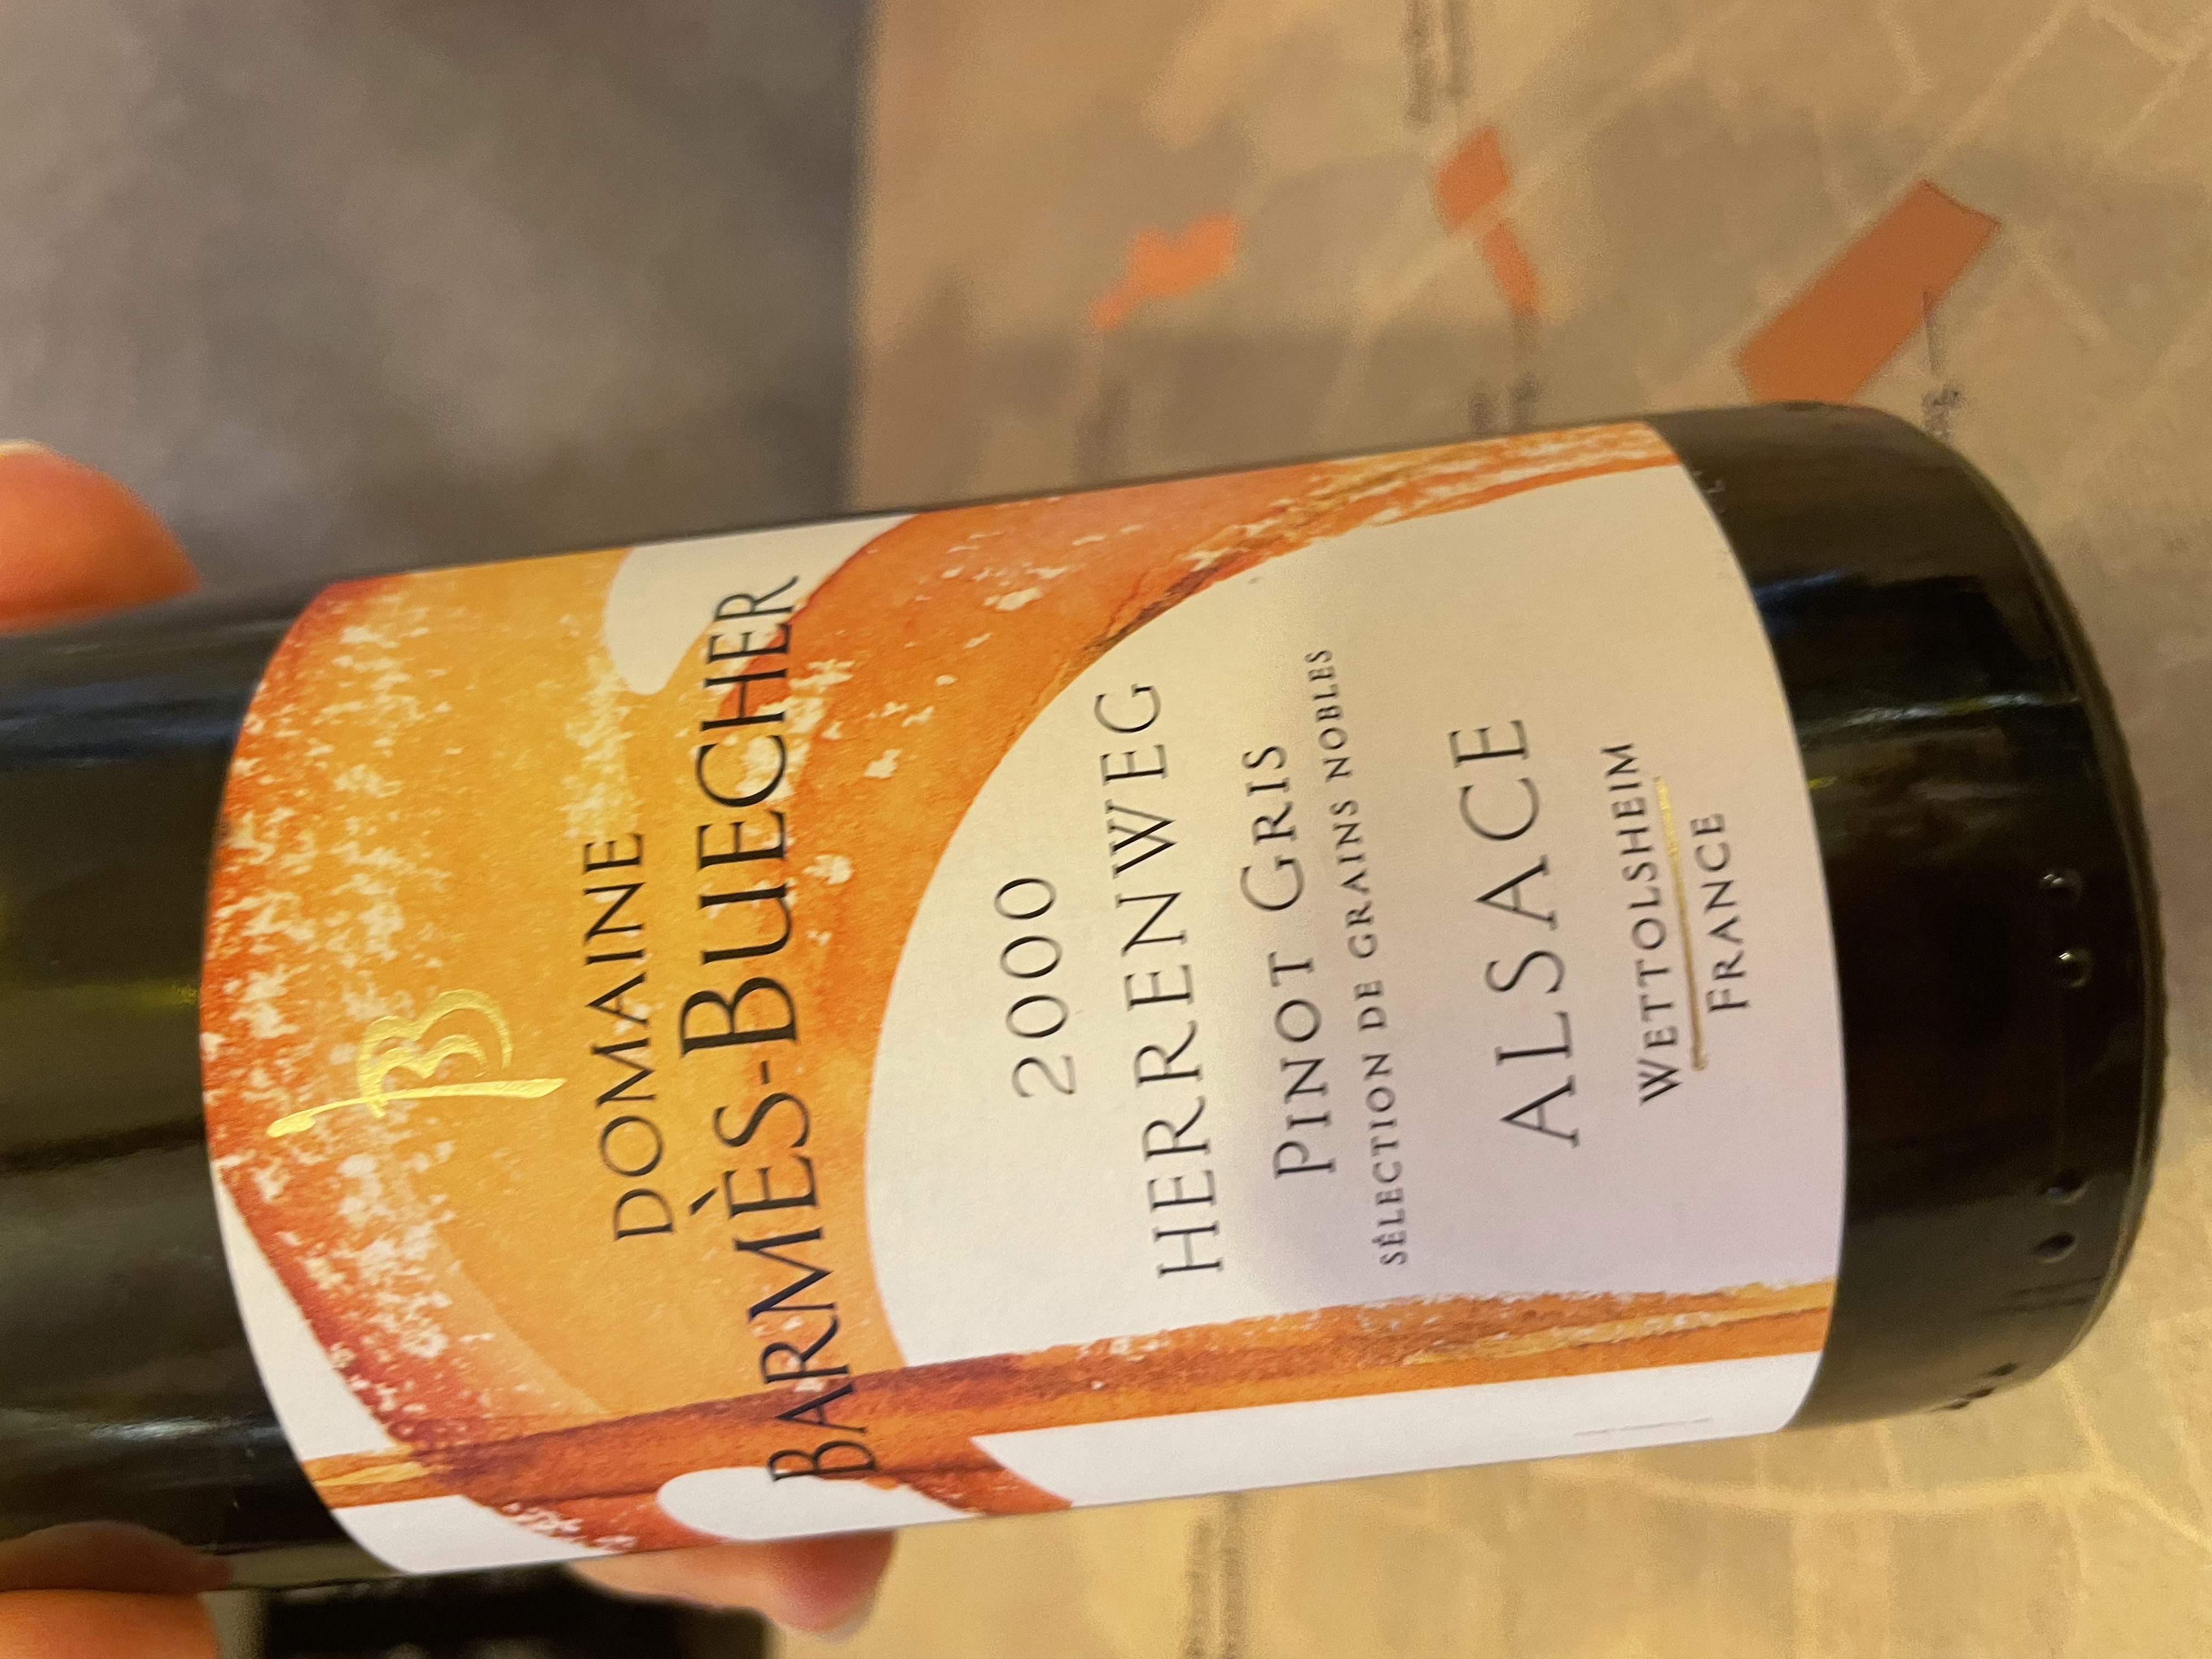 B
DOMAINE
BARMÈS-BUECHER
2000
HERRENWEG
PINOT GRIS
SÉLECTION DE GRAINS NOBLES
ALSACE
WETTOLSHEIM
FRANCE